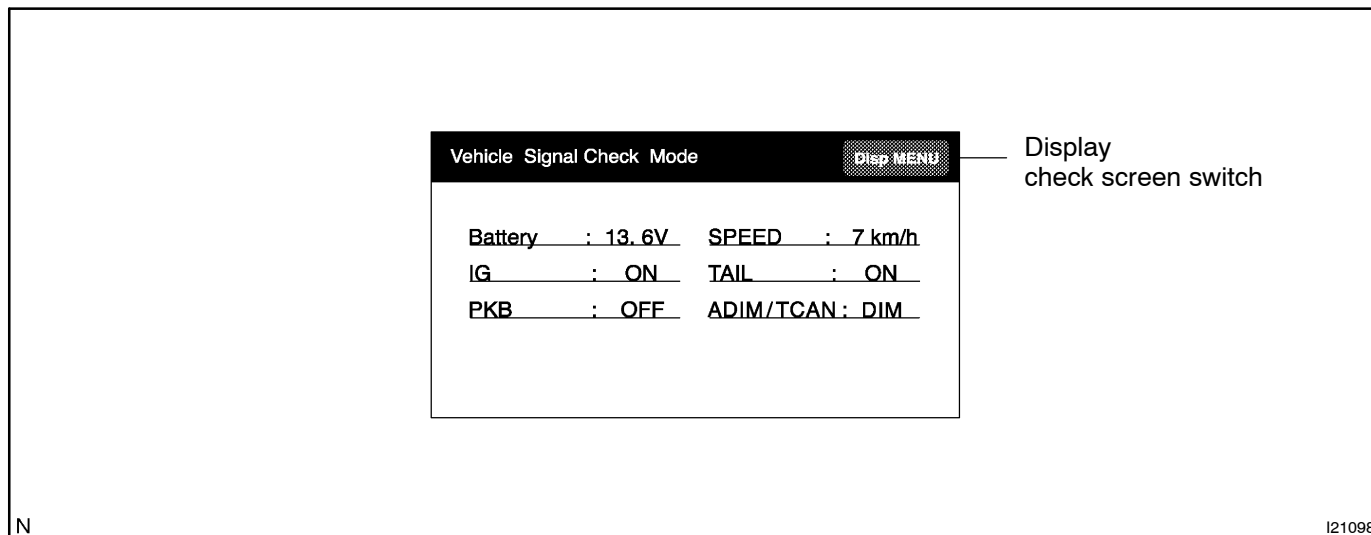 Vehicle Signal Check Mode Disp MENU
Display
check screen switch
Battery : 13. 6V SPEED : 7 km/h
IG : ON TAIL : ON
PKB : OFF ADIM/TCAN : DIM
N I21098